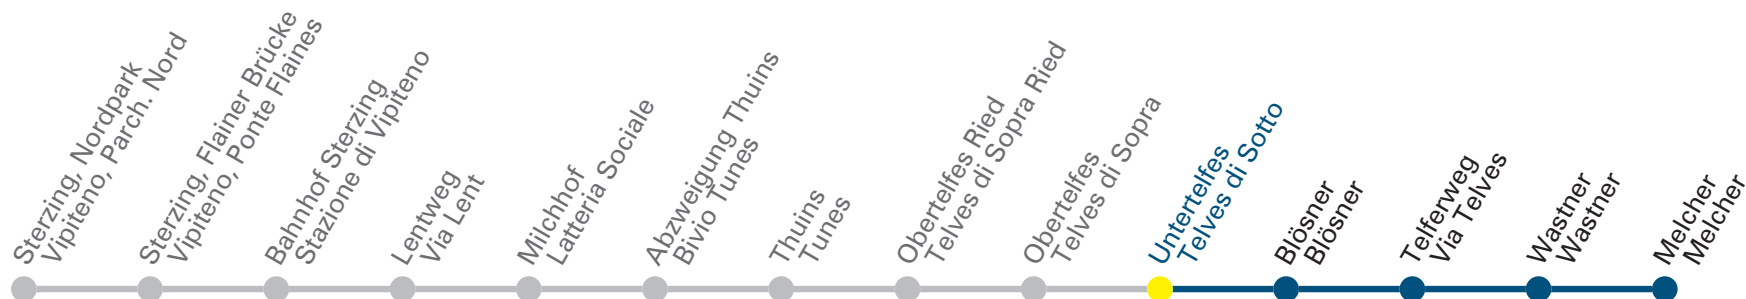 Sterzing, Nordpark
Vipiteno, Parch. Nord
Sterzing, Flainer Brücke
Vipiteno, Ponte Flaines
Bahnhof Sterzing
Stazione di Vipiteno
Lentweg
Via Lent
Milchhof
Latteria Sociale
Abzweigung Thuins
Bivio Tunes
Thuins
Tunes
Obertelfes Ried
Telves di Sopra Ried
Obertelfes
Telves di Sopra
Untertelfes
Telves di Sotto
Blösner
Blösner
Telferweg
Via Telves
Wastner
Wastner
Melcher
Melcher